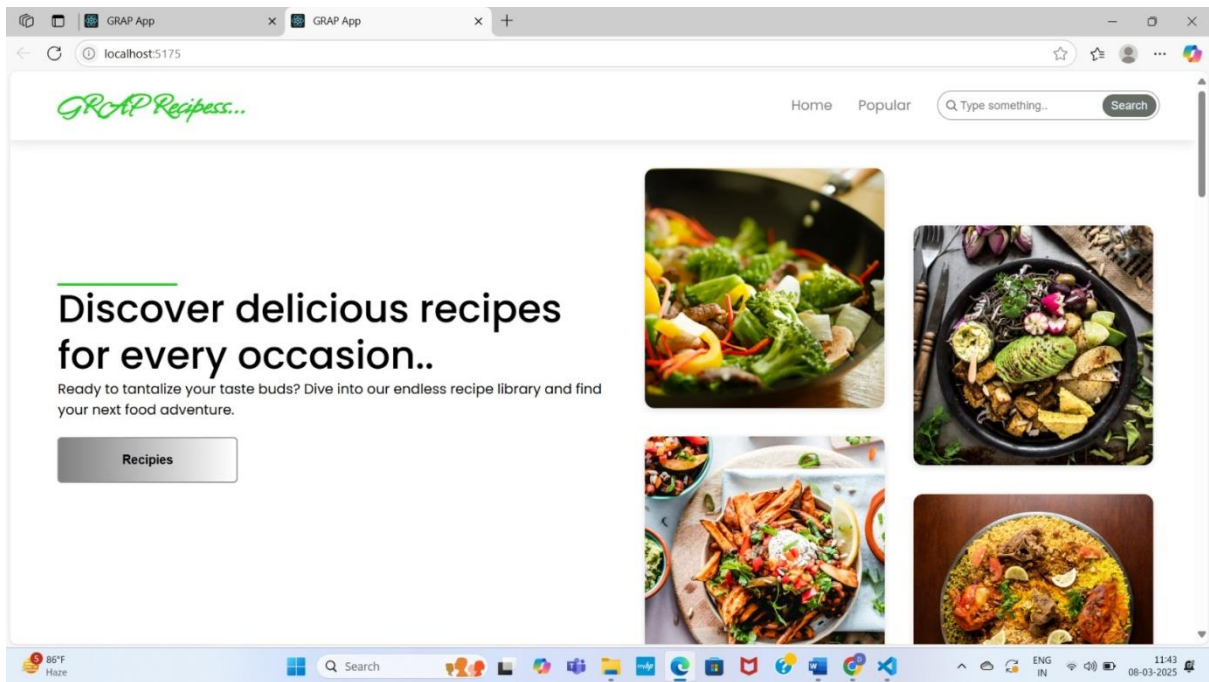 GRAP App
GRAP App
localhost:5175
GRAP Recipess...
Home Popular Type something.. Search
Discover delicious recipes
for every occasion..
Ready to tantalize your taste buds? Dive into our endless recipe library and find
your next food adventure.
Recipies
5
86°F
Haze
Search
ENG
IN
11:43
08-03-2025